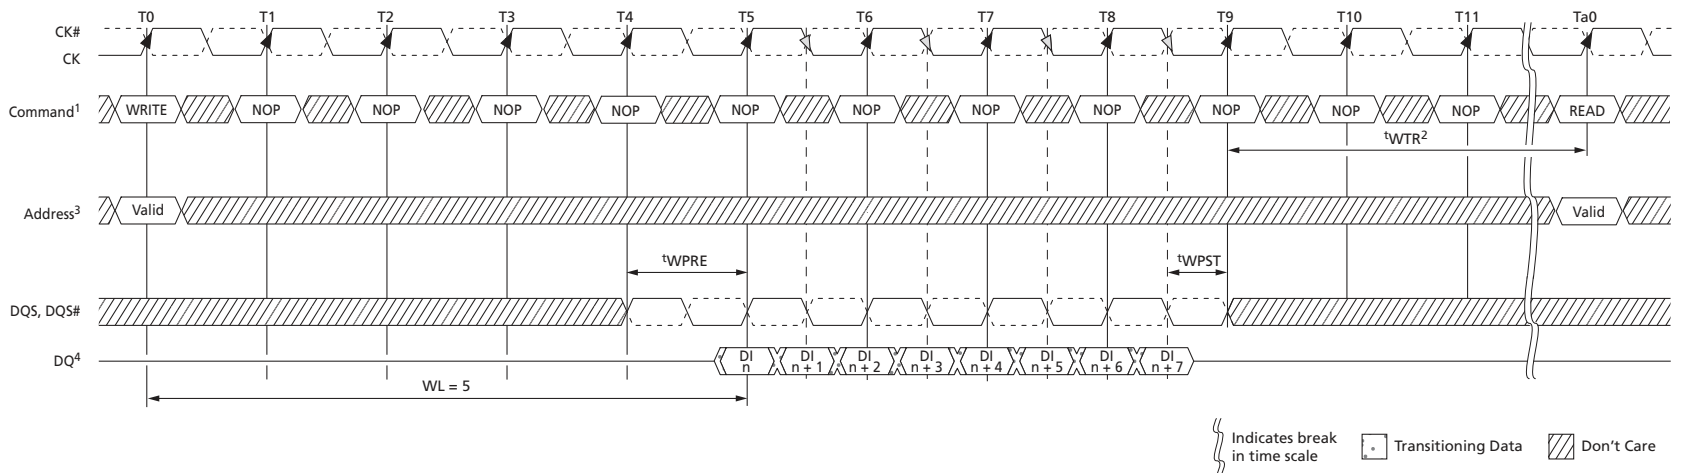 T0 T1 T2 T3 T4 T5 T6 T7 T8 T9 T10 T11 Ta0
CK#
CK
Command1 WRITE NOP NOP NOP NOP NOP NOP NOP NOP NOP NOP NOP READ
tWTR2
Address3 Valid Valid
tWPRE tWPST
DQS, DQS#
DQ4 DI n DI n + 1 DI n + 2 DI n + 3 DI n + 4 DI n + 5 DI n + 6 DI n + 7
WL = 5
Indicates break
in time scale
Transitioning Data
Don't Care